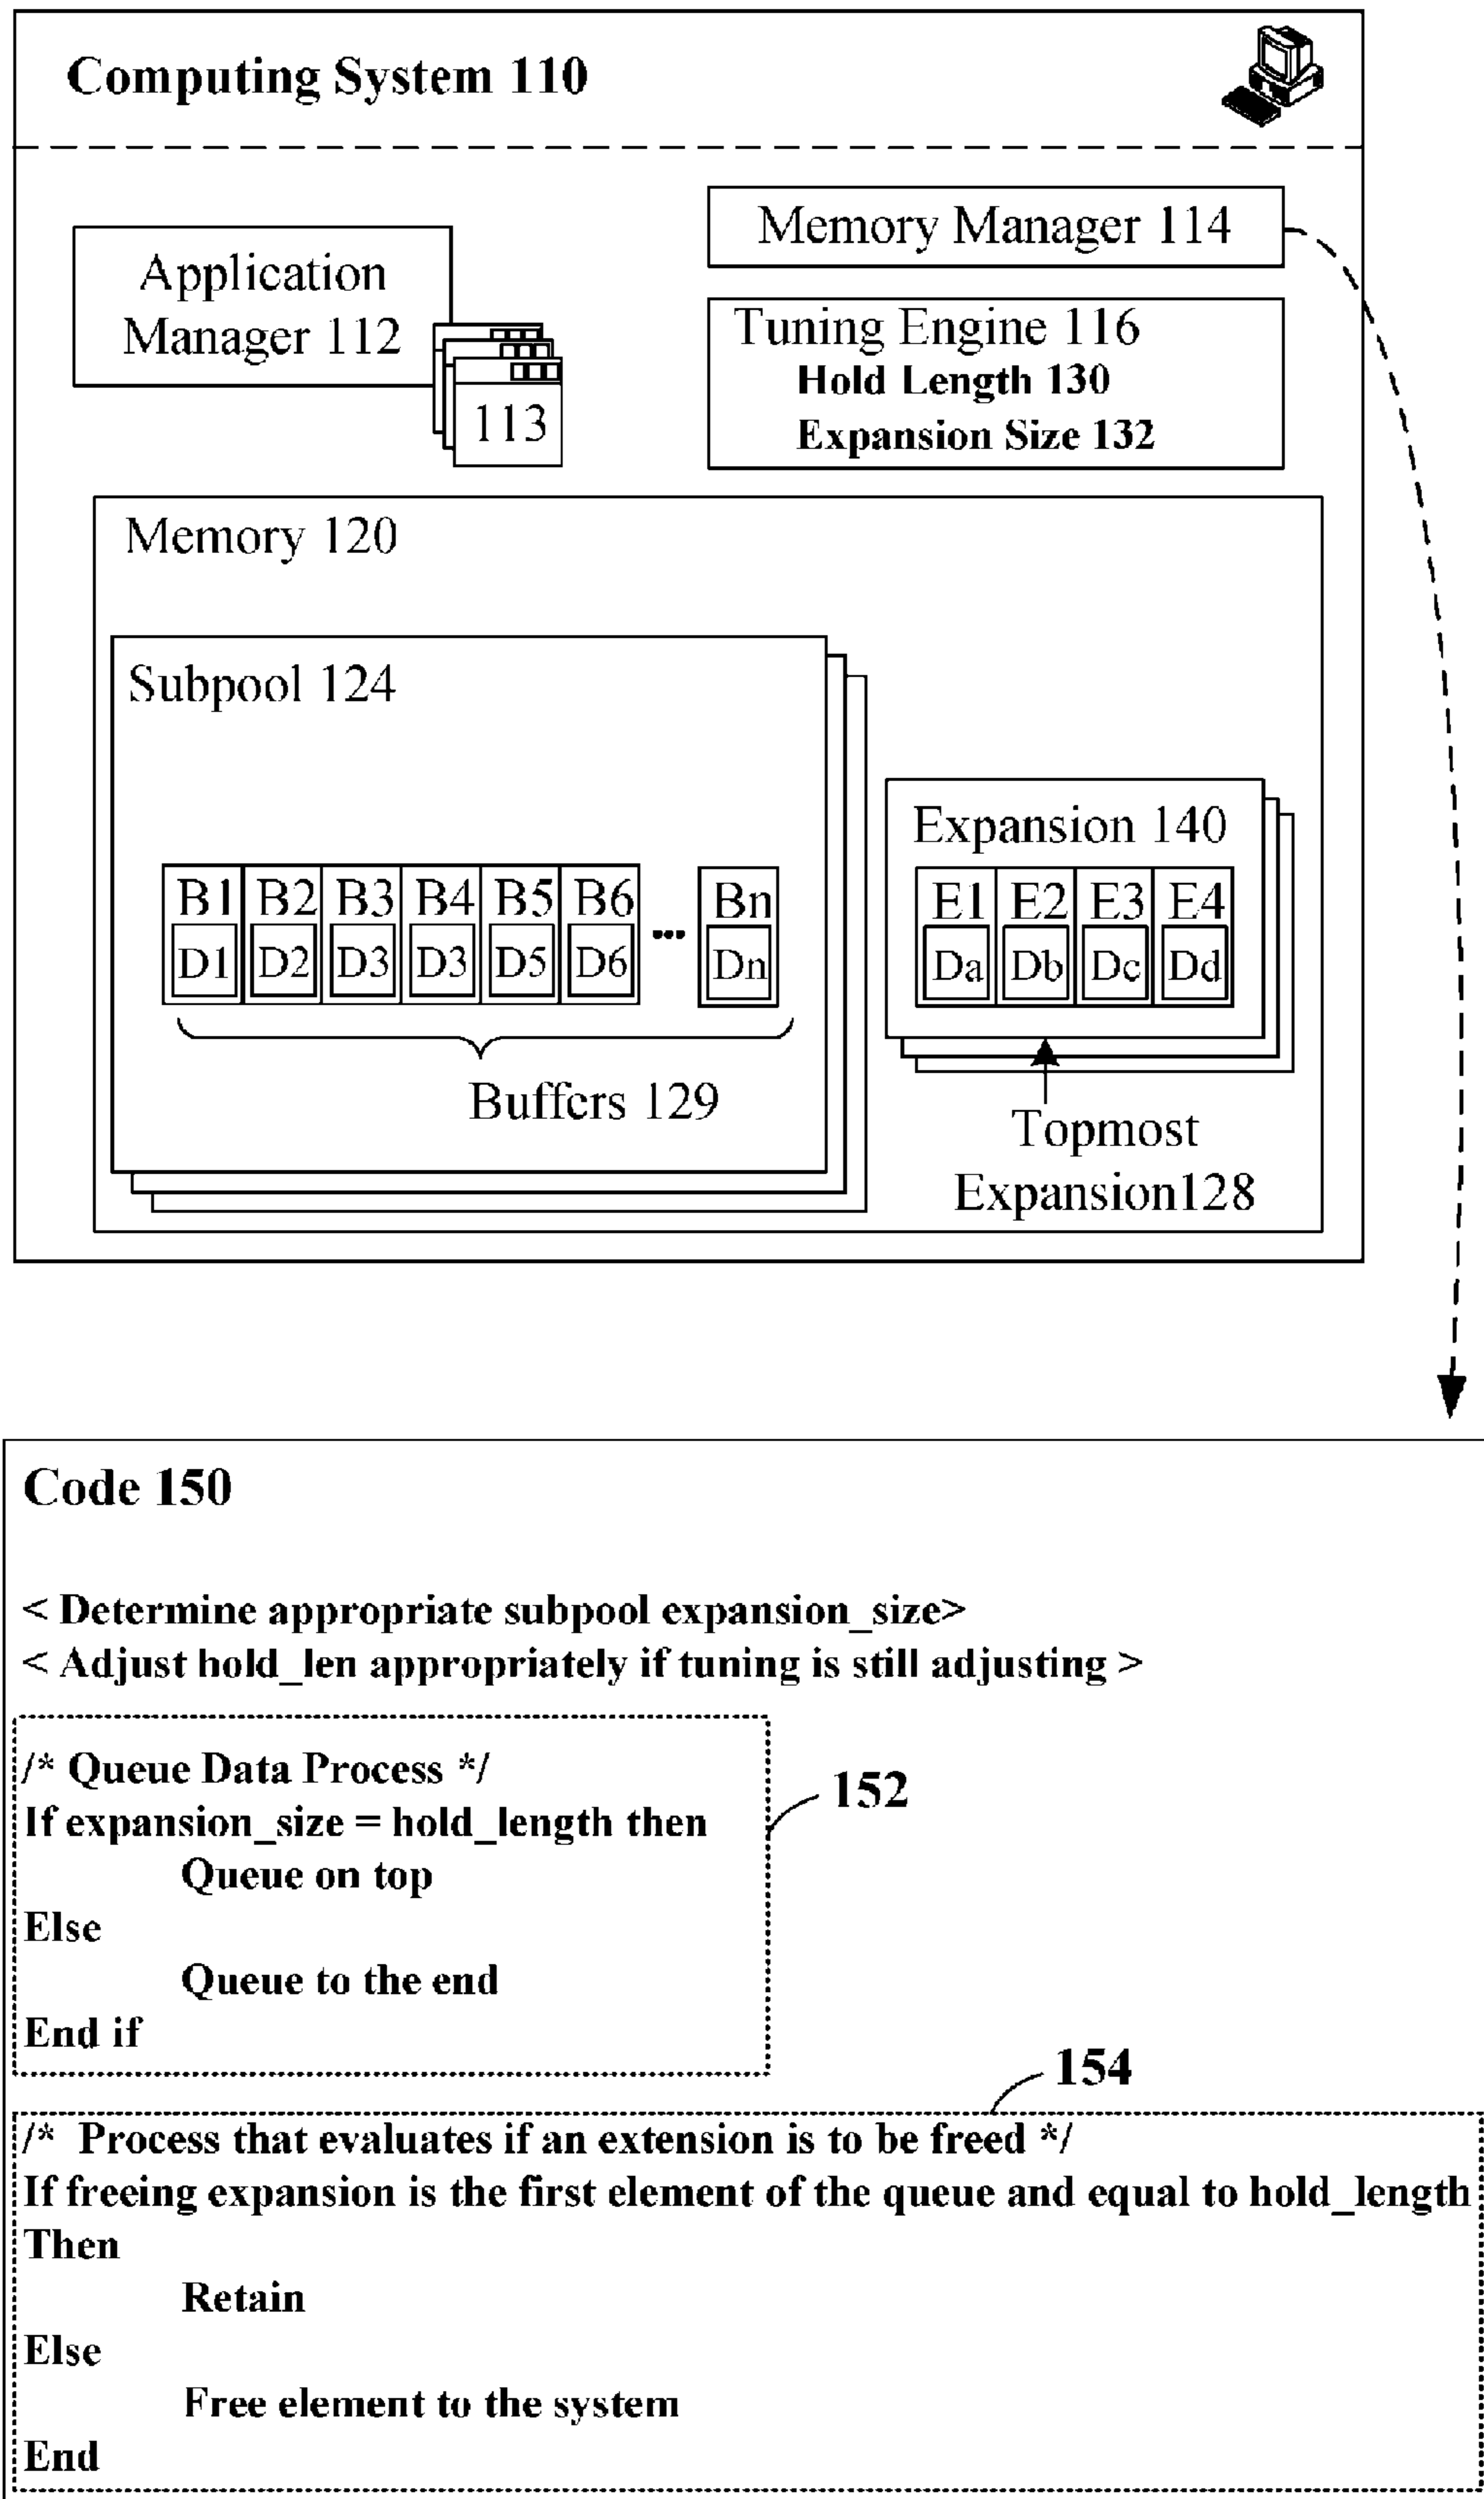 Computing System 110
Memory Manager 114
Application
Manager 112
113
Tuning Engine 116
Hold Length 130
Expansion Size 132
Memory 120
Subpool 124
B1 B2 B3 B4 B5 B6 ... Bn
D1 D2 D3 D3 D5 D6 Dn
Buffers 129
Expansion 140
E1 E2 E3 E4
Da Db Dc Dd
Topmost
Expansion128
Code 150
< Determine appropriate subpool expansion_size>
< Adjust hold_len appropriately if tuning is still adjusting >
/* Queue Data Process */
If expansion_size = hold_length then
Queue on top
Else
Queue to the end
End if
152
154
/* Process that evaluates if an extension is to be freed */
If freeing expansion is the first element of the queue and equal to hold_length
Then
Retain
Else
Free element to the system
End